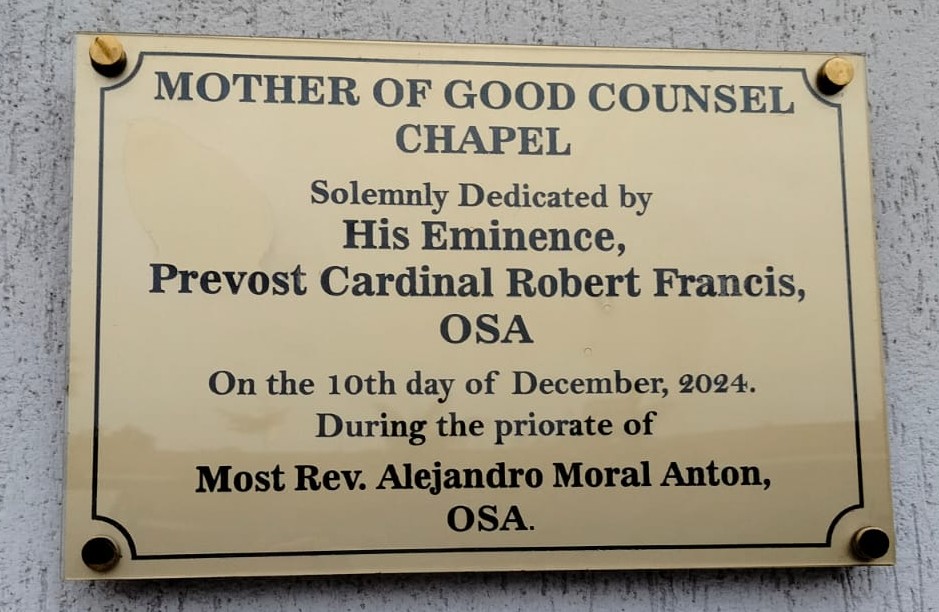 MOTHER OF GOOD COUNSEL
CHAPEL
Solemnly Dedicated by
His Eminence,
Prevost Cardinal Robert Francis,
OSA
On the 10th day of December, 2024.
During the priorate of
Most Rev. Alejandro Moral Anton,
OSA.